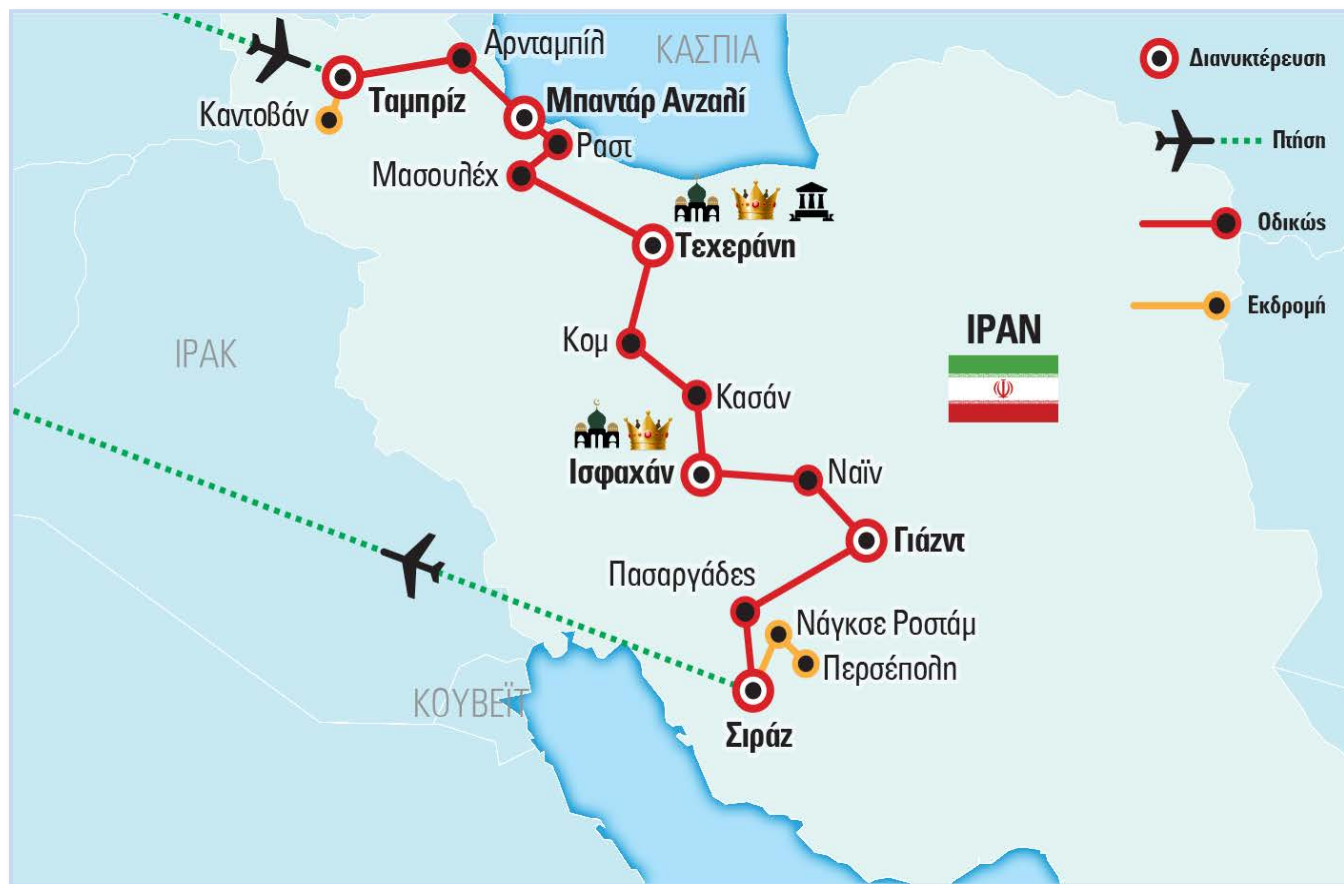 Αρνταμπίλ
ΚΑΣΠΙΑ
Διανυκτέρευση
Ταμπρίζ
Μπαντάρ Ανζαλί
Καντοβάν
Πτήση
Ραστ
Μασουλέχ
Τεχεράνη
Οδικώς
Εκδρομή
ΙΡΑΚ
Κομ
ΙΡΑΝ
Κασάν
Ισφαχάν
Ναΐν
Γιάζντ
Πασαργάδες
Νάγκσε Ροστάμ
Περσέπολη
ΚΟΥΒΕΪΤ
Σιράζ